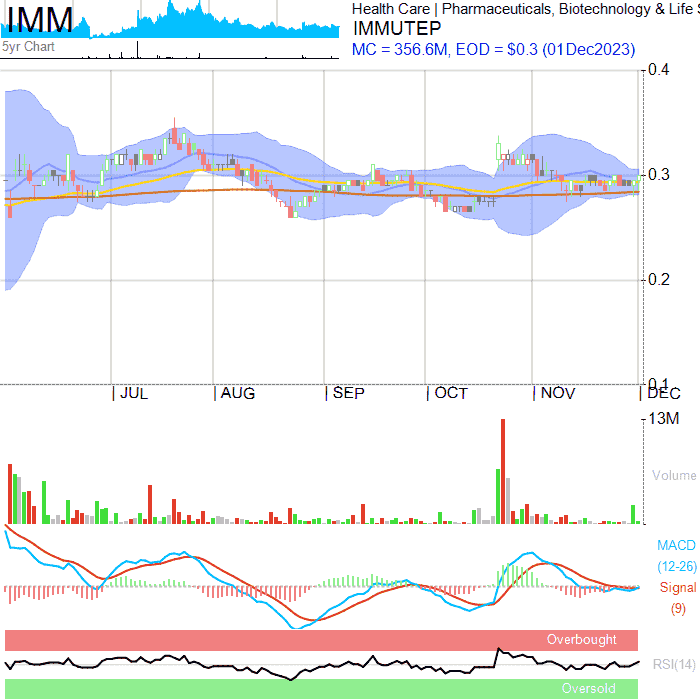 IMM
5yr Chart
Health Care | Pharmaceuticals, Biotechnology & Life S
IMMUTEP
MC = 356.6M, EOD = $0.3 (01Dec2023)
0.4
0.3
0.2
0.1
| JUL | AUG | SEP | OCT | NOV | DEC
13M
Volume
MACD
(12-26)
Signal
(9)
Overbought
RSI(14)
Oversold